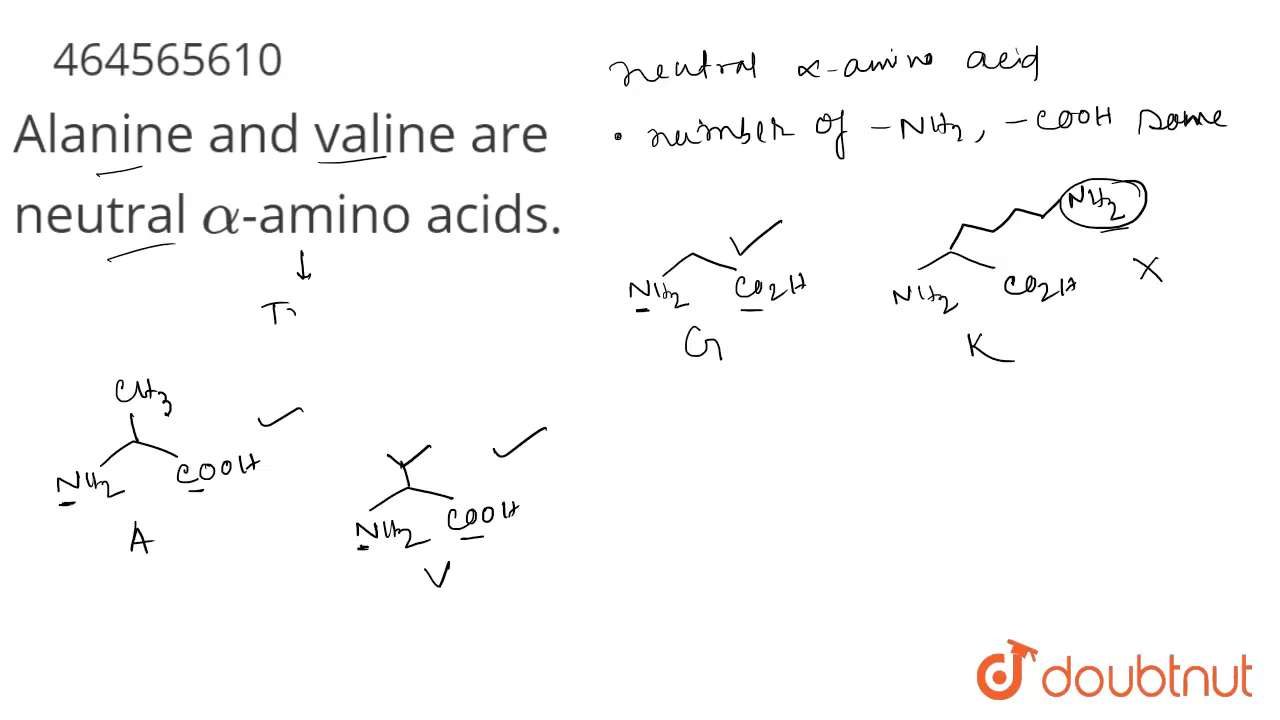 464565610
Alanine and valine are
neutral α-amino acids.
neutral α-amino acid
• number of -NH2, -COOH same
NH2
NH2 CO2H
G
NH2 CO2H
X
K
CH3
NH2 COOH
A
NH2 COOH
V
doubtnut